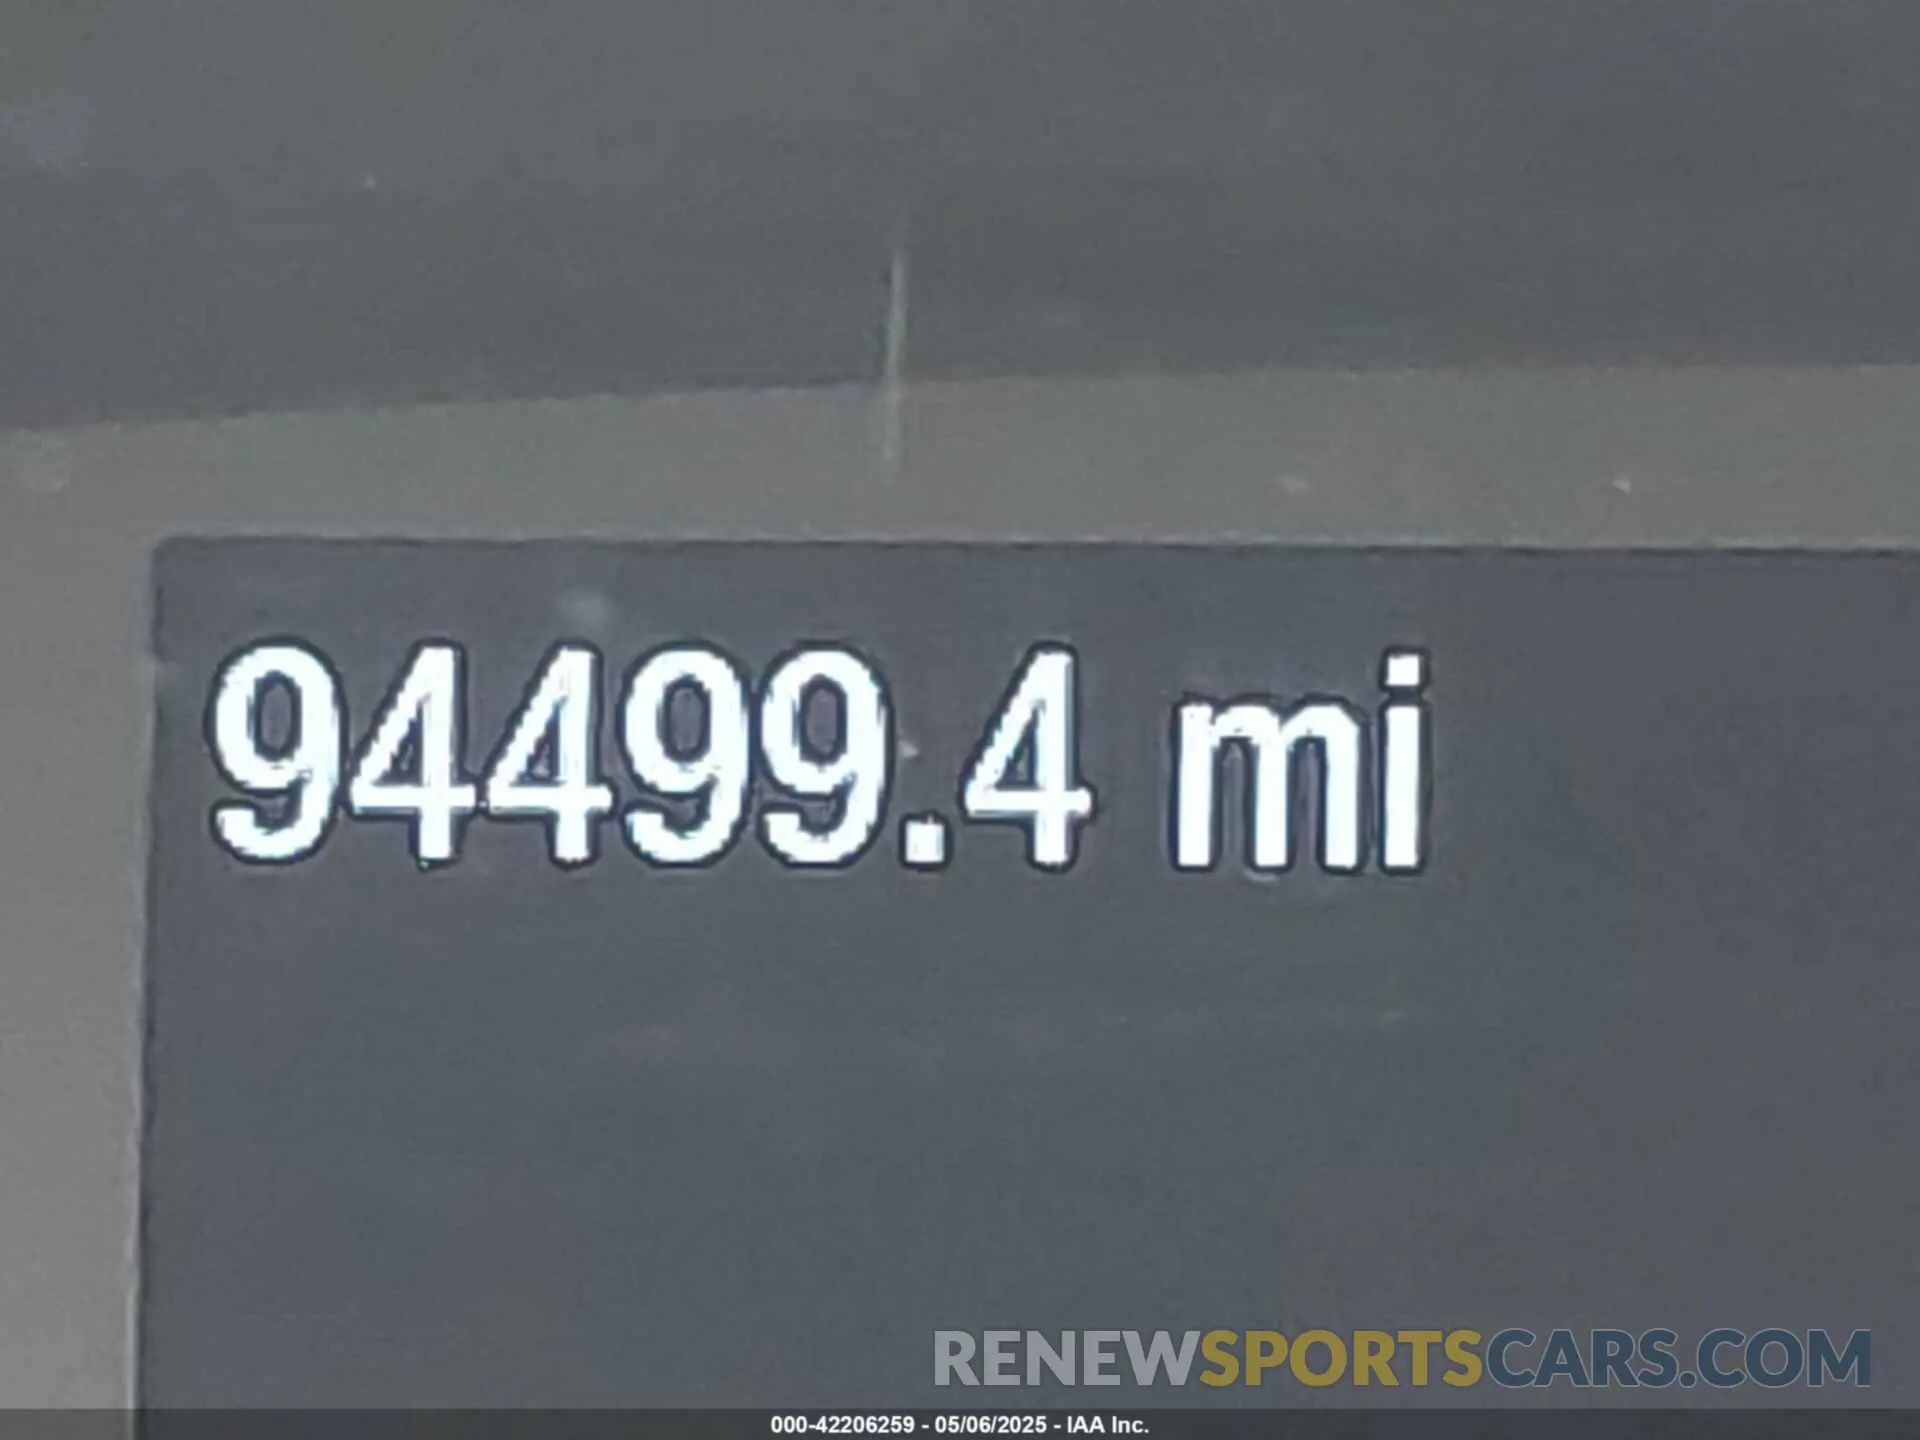 94499.4 mi
RENEWSPORTSCARS.COM
000-42206259 - 05/06/2025 - IAA Inc.